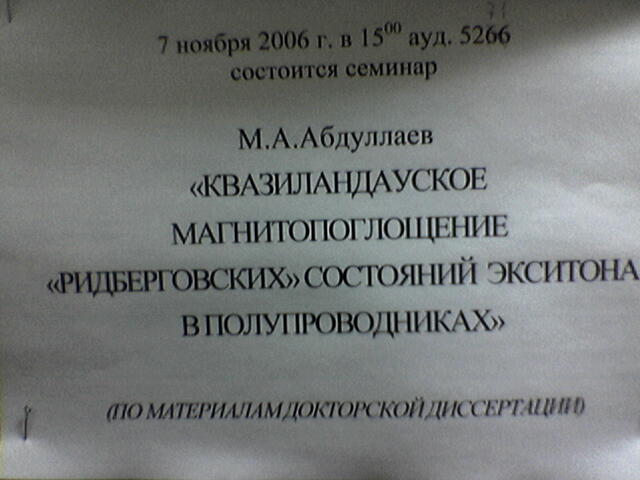 7 ноября 2006 г. в 15⁰⁰ ауд. 5266
состоится семинар
М.А.Абдуллаев
«КВАЗИЛАНДАУСКОЕ
МАГНИТОПОГЛОЩЕНИЕ
«РИДБЕРГОВСКИХ» СОСТОЯНИЙ ЭКСИТОНА
В ПОЛУПРОВОДНИКАХ»
(ПО МАТЕРИАЛАМ ДОКТОРСКОЙ ДИССЕРТАЦИИ)